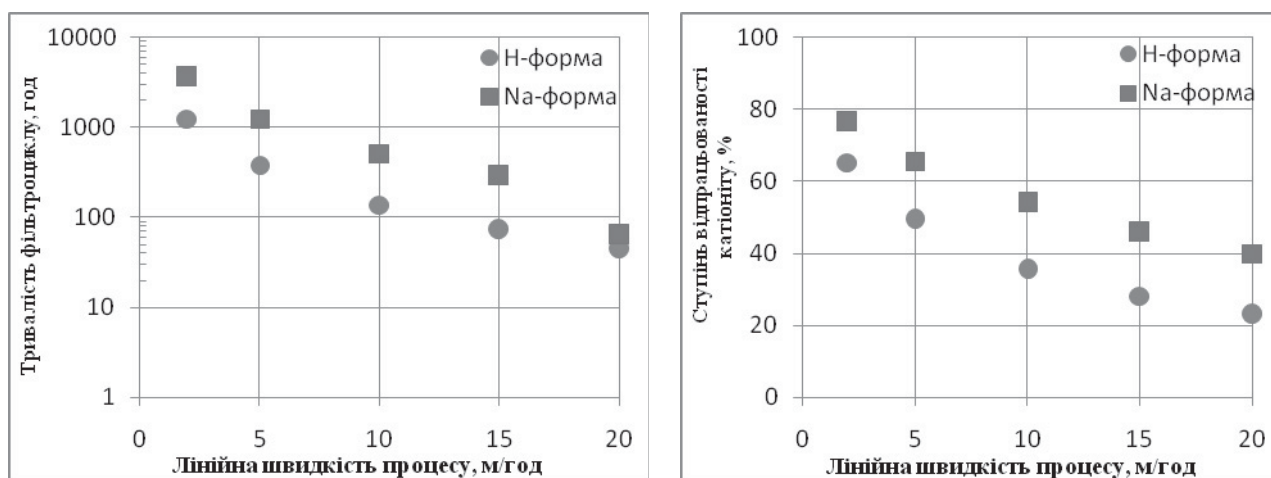 Тривалість фільтроциклу, год
10000
1000
100
10
1
0
5
10
15
20
Н-форма
Na-форма
Лінійна швидкість процесу, м/год
Ступінь відпрацьованості
катіоніту, %
100
80
60
40
20
0
0
5
10
15
20
Н-форма
Na-форма
Лінійна швидкість процесу, м/год